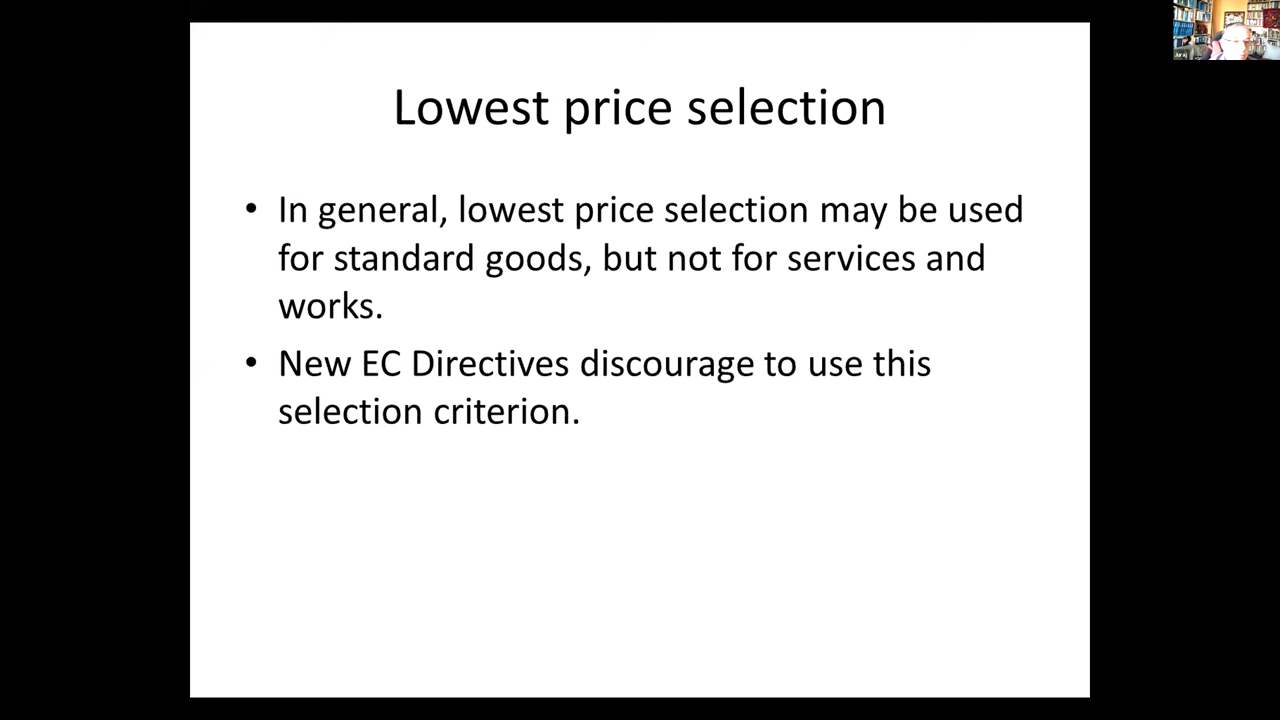 Lowest price selection
• In general, lowest price selection may be used
for standard goods, but not for services and
works.
• New EC Directives discourage to use this
selection criterion.
Juraj